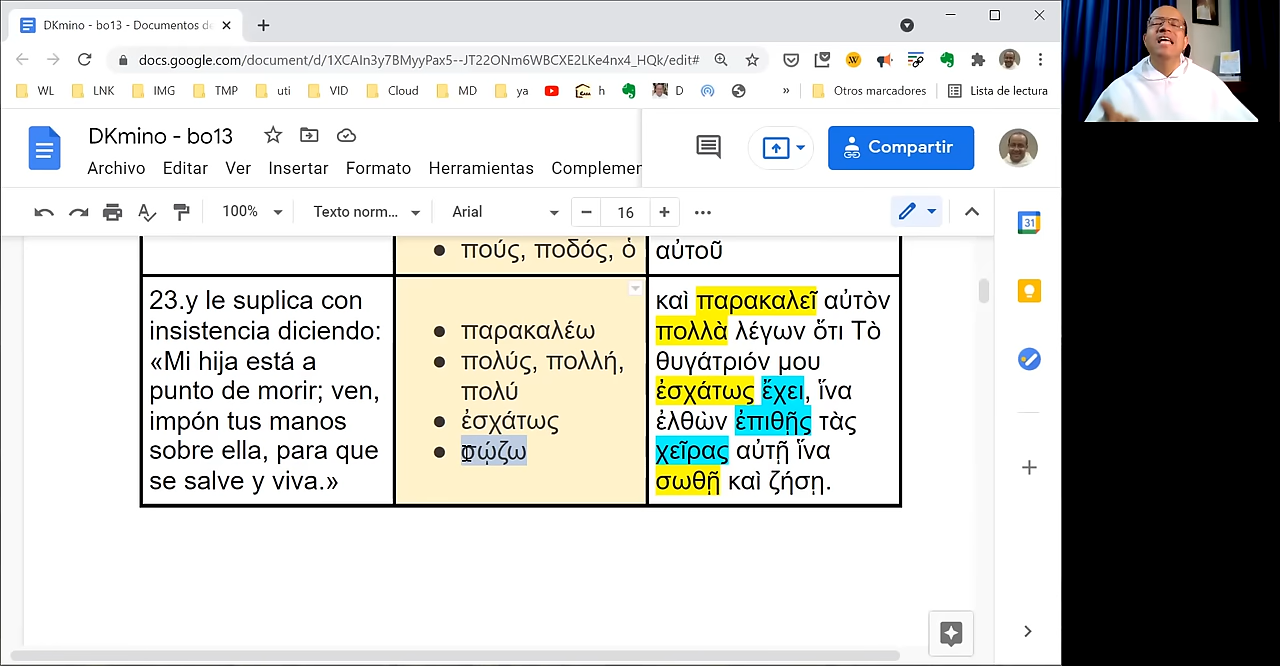 DKmino - bo13 - Documentos de
docs.google.com/document/d/1XCAIn3y7BMyyPax5--JT22ONm6WBCXE2LKe4nx4_HQk/edit#
WL LNK IMG TMP uti VID Cloud MD ya h D » Otros marcadores Lista de lectura
DKmino - bo13
Compartir
Archivo Editar Ver Insertar Formato Herramientas Complemen
100% Texto norm... Arial 16
31
πούς, ποδός, ὁ
αὐτοῦ
23.y le suplica con
insistencia diciendo:
«Mi hija está a
punto de morir; ven,
impón tus manos
sobre ella, para que
se salve y viva.»
παρακαλέω
πολύς, πολλή,
πολύ
ἐσχάτως
σῴζω
καὶ παρακαλεῖ αὐτὸν
πολλὰ λέγων ὅτι Τὸ
θυγάτριόν μου
ἐσχάτως ἔχει, ἵνα
ἐλθὼν ἐπιθῇς τὰς
χεῖρας αὐτῇ ἵνα
σωθῇ καὶ ζήσῃ.